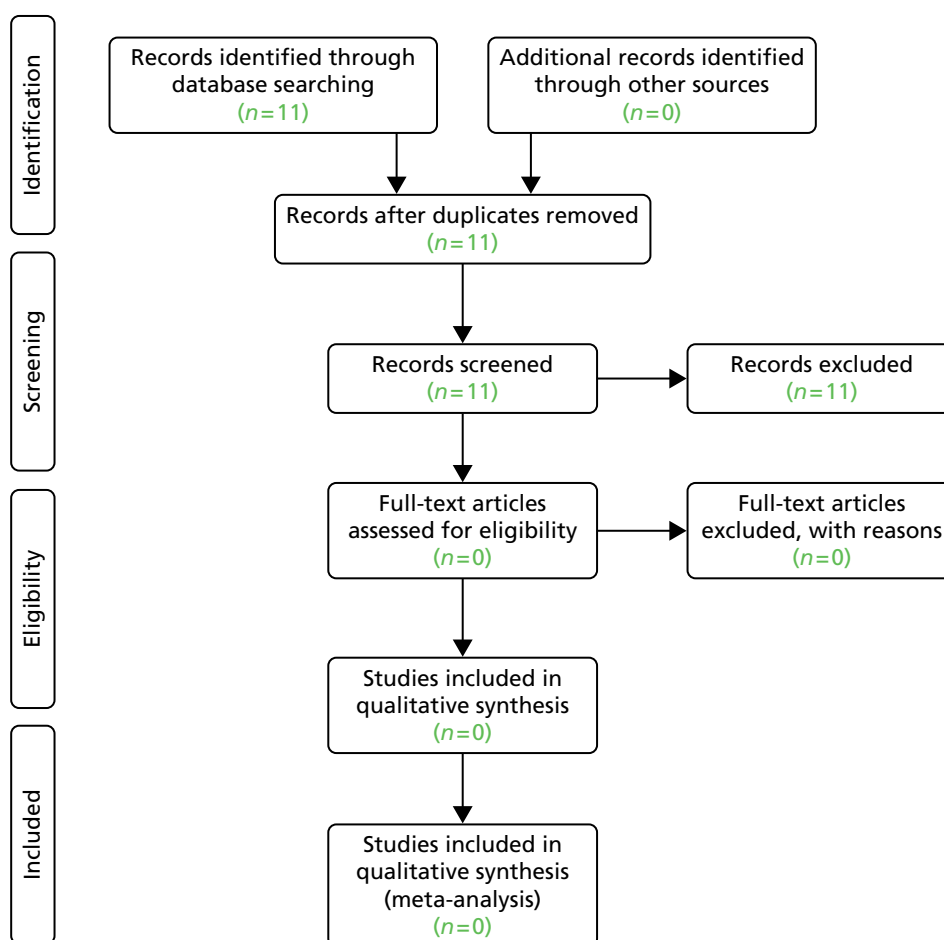 Identification
Records identified through
database searching
(n=11)
Additional records identified
through other sources
(n=0)
Records after duplicates removed
(n=11)
Screening
Records screened
(n=11)
Records excluded
(n=11)
Eligibility
Full-text articles
assessed for eligibility
(n=0)
Full-text articles
excluded, with reasons
(n=0)
Studies included in
qualitative synthesis
(n=0)
Included
Studies included in
qualitative synthesis
(meta-analysis)
(n=0)